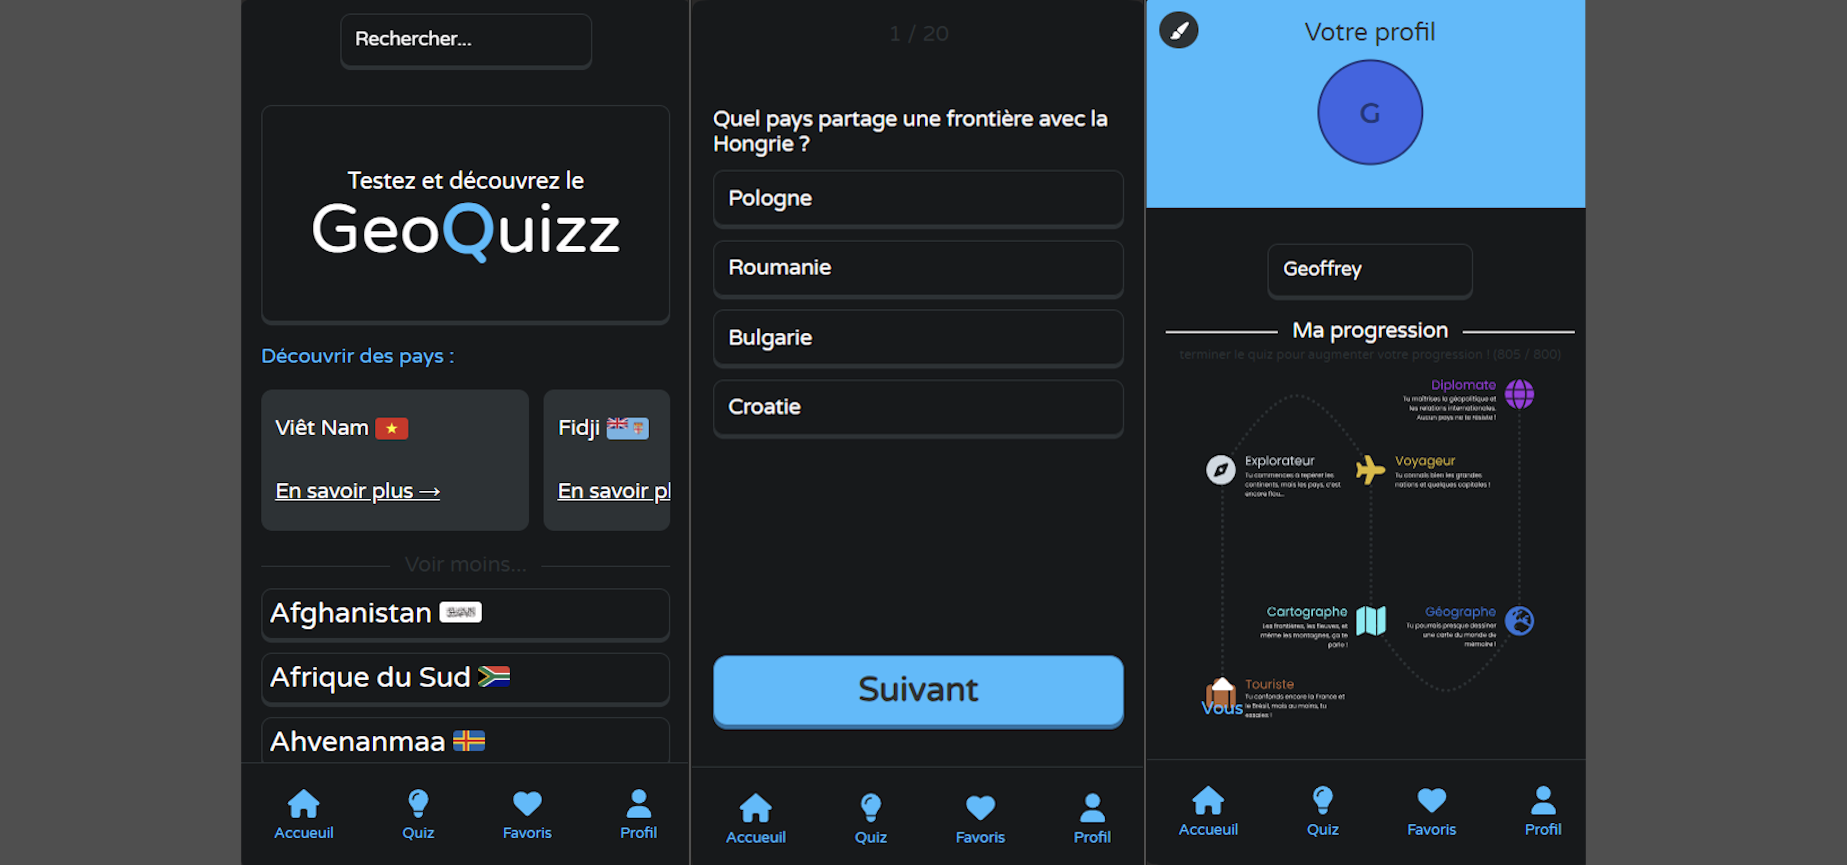 Rechercher...
Testez et découvrez le
GeoQuizz
Découvrir des pays :
Viêt Nam
En savoir plus →
Fidji
En savoir pl
Voir moins...
Afghanistan
Afrique du Sud
Ahvenanmaa
Accueuil
Quiz
Favoris
Profil
1 / 20
Quel pays partage une frontière avec la
Hongrie ?
Pologne
Roumanie
Bulgarie
Croatie
Suivant
Accueuil
Quiz
Favoris
Profil
Votre profil
G
Geoffrey
Ma progression
terminer le quiz pour augmenter votre progression ! (805 / 800)
Diplomate
Tu maîtrises la géopolitique et
les relations internationales.
Aucun pays ne te résiste !
Explorateur
Tu commences à repérer les
continents, mais les pays, c'est
encore flou...
Voyageur
Tu connais bien les grandes
nations et quelques capitales !
Cartographe
Les frontières, les fleuves, et
même les montagnes, ça te
parle !
Géographe
Tu pourrais presque dessiner
une carte du monde de
mémoire !
Touriste
Tu confonds encore la France et
le Brésil, mais au moins, tu
essaies !
Vous
Accueuil
Quiz
Favoris
Profil